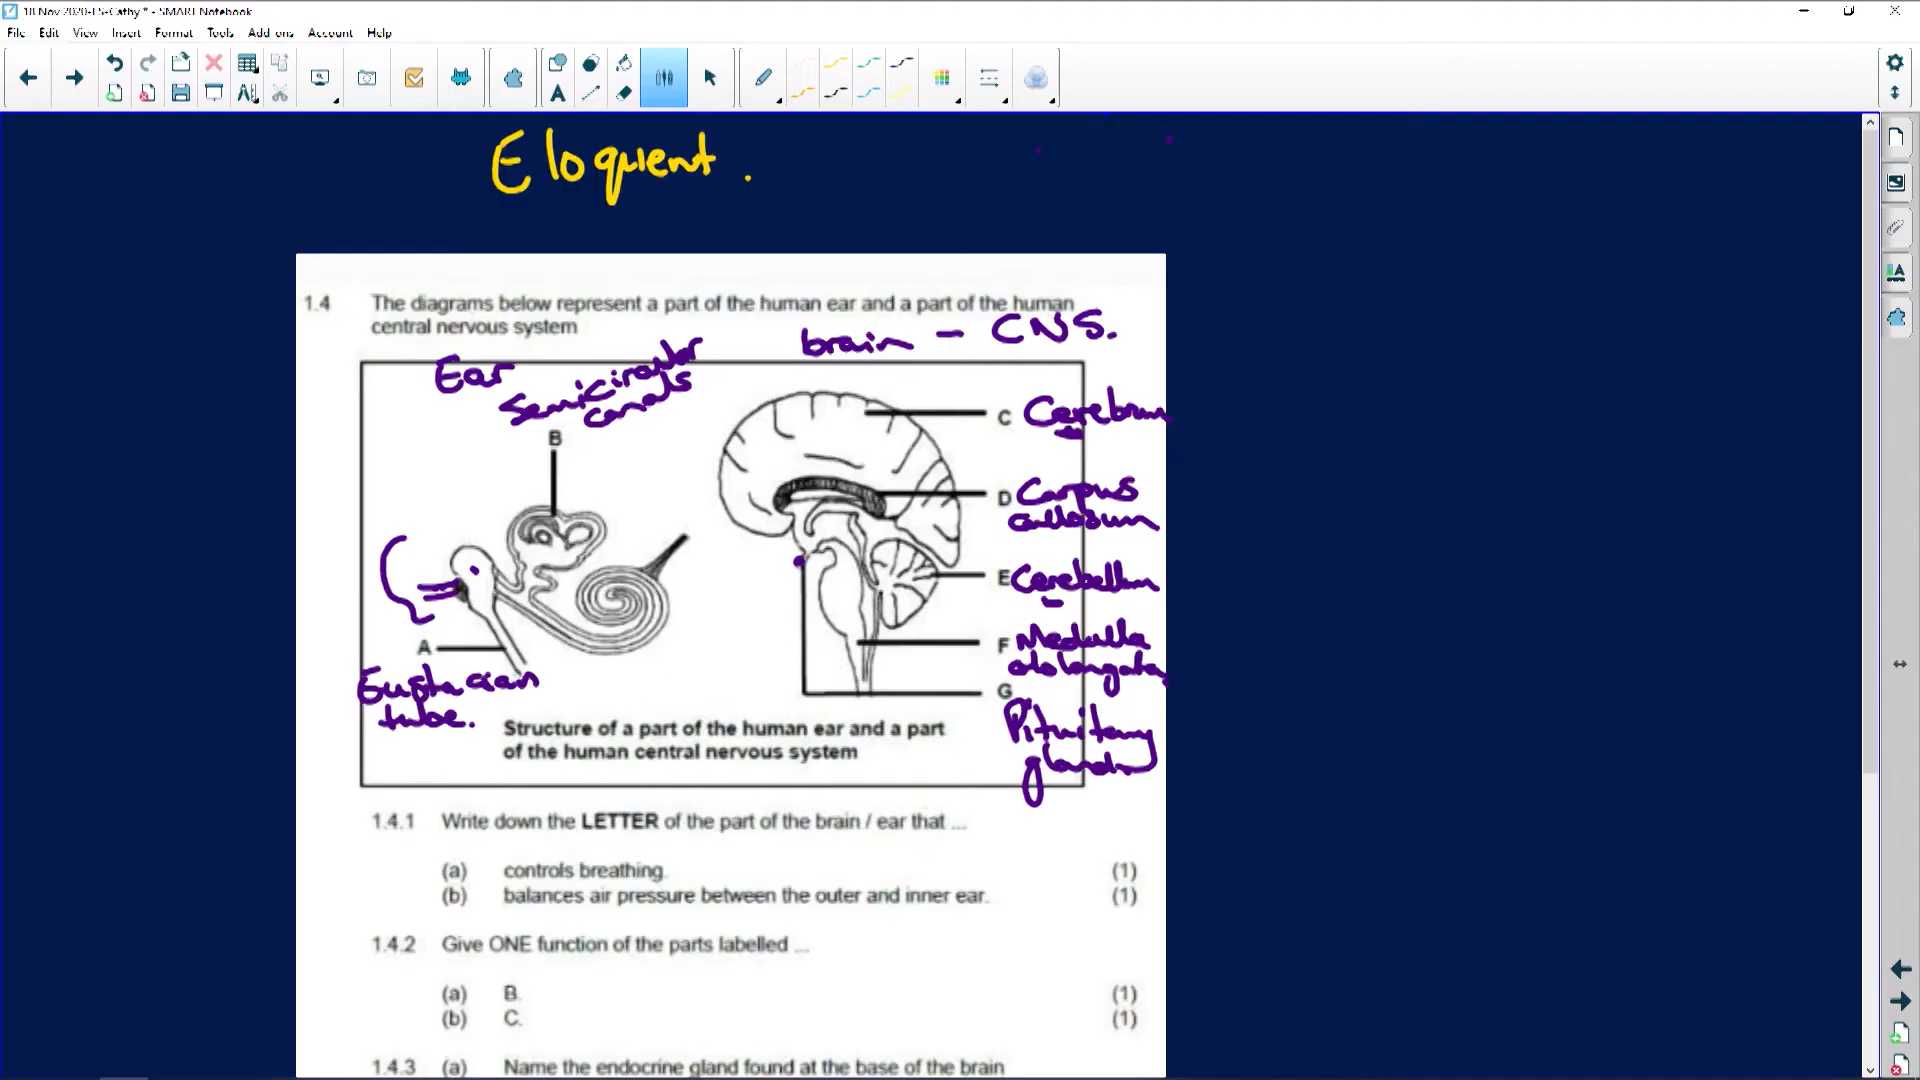 18 Nov 2020-LS-Cathy * - SMART Notebook
File Edit View Insert Format Tools Add-ons Account Help
Eloquent.
1.4 The diagrams below represent a part of the human ear and a part of the human
central nervous system
brain - CNS.
Ear
Semicircular
canals
B
C Cerebrum
D Corpus
callosum
E Cerebellum
F Medulla
oblongata
A
G
Eustacian
tube.
Pituitary
gland
Structure of a part of the human ear and a part
of the human central nervous system
1.4.1 Write down the LETTER of the part of the brain / ear that ...
(a) controls breathing. (1)
(b) balances air pressure between the outer and inner ear. (1)
1.4.2 Give ONE function of the parts labelled ...
(a) B. (1)
(b) C. (1)
1.4.3 (a) Name the endocrine gland found at the base of the brain